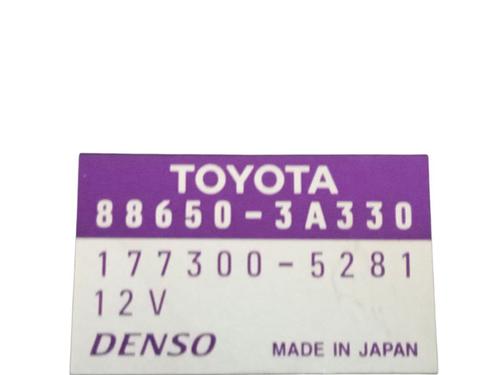 TOYOTA
88650-3A330
177300-5281
12V
DENSO MADE IN JAPAN